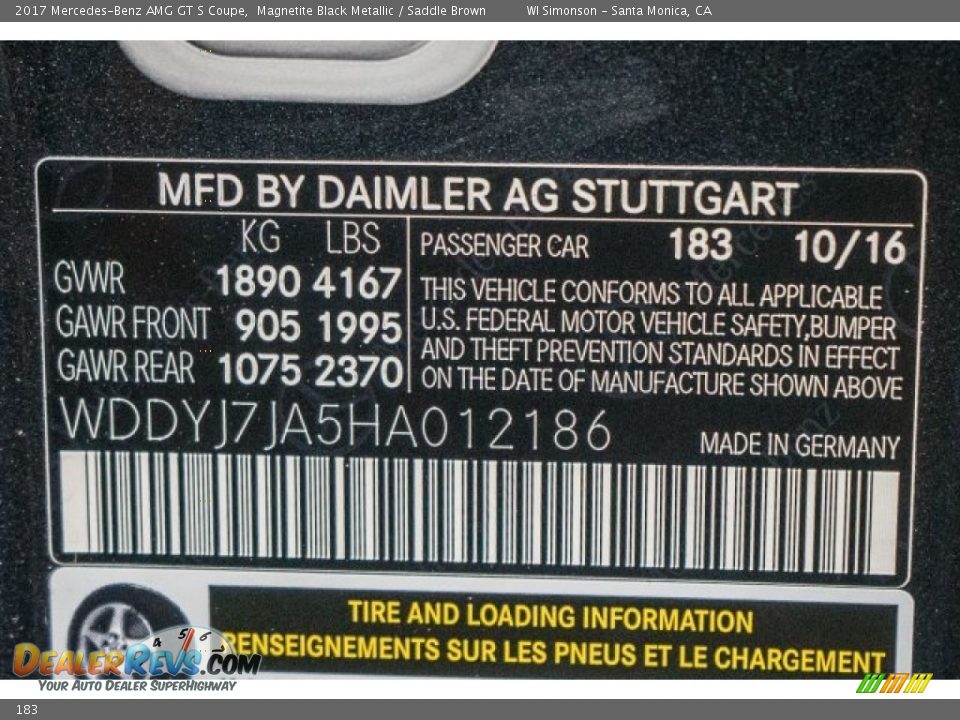 2017 Mercedes-Benz AMG GT S Coupe, Magnetite Black Metallic / Saddle Brown WI Simonson - Santa Monica, CA
MFD BY DAIMLER AG STUTTGART
KG LBS
GVWR 1890 4167
GAWR FRONT 905 1995
GAWR REAR 1075 2370
PASSENGER CAR 183 10/16
THIS VEHICLE CONFORMS TO ALL APPLICABLE
U.S. FEDERAL MOTOR VEHICLE SAFETY,BUMPER
AND THEFT PREVENTION STANDARDS IN EFFECT
ON THE DATE OF MANUFACTURE SHOWN ABOVE
WDDYJ7JA5HA012186
MADE IN GERMANY
TIRE AND LOADING INFORMATION
RENSEIGNEMENTS SUR LES PNEUS ET LE CHARGEMENT
4 5 6
DEALERREVS.COM
YOUR AUTO DEALER SUPERHIGHWAY
183